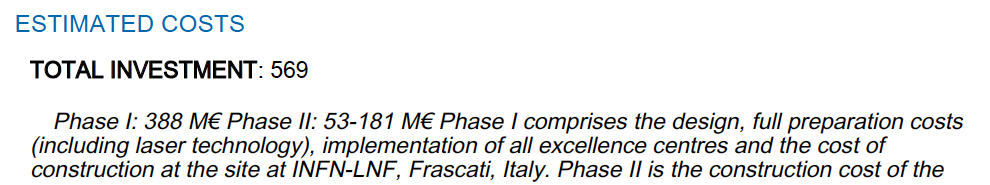 ESTIMATED COSTS
TOTAL INVESTMENT: 569
Phase I: 388 M€ Phase II: 53-181 M€ Phase I comprises the design, full preparation costs
(including laser technology), implementation of all excellence centres and the cost of
construction at the site at INFN-LNF, Frascati, Italy. Phase II is the construction cost of the